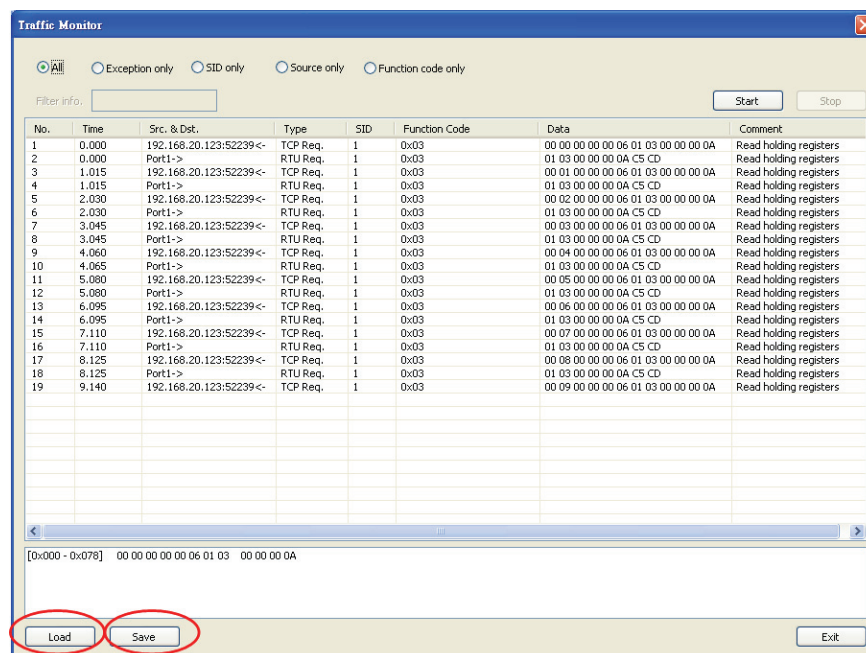 Traffic Monitor
All Exception only SID only Source only Function code only
Filter info.
Start Stop
No. Time Src. & Dst. Type SID Function Code Data Comment
1 0.000 192.168.20.123:52239<- TCP Req. 1 0x03 00 00 00 00 00 06 01 03 00 00 00 0A Read holding registers
2 0.000 Port1-> RTU Req. 1 0x03 01 03 00 00 00 0A C5 CD Read holding registers
3 1.015 192.168.20.123:52239<- TCP Req. 1 0x03 00 01 00 00 00 06 01 03 00 00 00 0A Read holding registers
4 1.015 Port1-> RTU Req. 1 0x03 01 03 00 00 00 0A C5 CD Read holding registers
5 2.030 192.168.20.123:52239<- TCP Req. 1 0x03 00 02 00 00 00 06 01 03 00 00 00 0A Read holding registers
6 2.030 Port1-> RTU Req. 1 0x03 01 03 00 00 00 0A C5 CD Read holding registers
7 3.045 192.168.20.123:52239<- TCP Req. 1 0x03 00 03 00 00 00 06 01 03 00 00 00 0A Read holding registers
8 3.045 Port1-> RTU Req. 1 0x03 01 03 00 00 00 0A C5 CD Read holding registers
9 4.060 192.168.20.123:52239<- TCP Req. 1 0x03 00 04 00 00 00 06 01 03 00 00 00 0A Read holding registers
10 4.065 Port1-> RTU Req. 1 0x03 01 03 00 00 00 0A C5 CD Read holding registers
11 5.080 192.168.20.123:52239<- TCP Req. 1 0x03 00 05 00 00 00 06 01 03 00 00 00 0A Read holding registers
12 5.080 Port1-> RTU Req. 1 0x03 01 03 00 00 00 0A C5 CD Read holding registers
13 6.095 192.168.20.123:52239<- TCP Req. 1 0x03 00 06 00 00 00 06 01 03 00 00 00 0A Read holding registers
14 6.095 Port1-> RTU Req. 1 0x03 01 03 00 00 00 0A C5 CD Read holding registers
15 7.110 192.168.20.123:52239<- TCP Req. 1 0x03 00 07 00 00 00 06 01 03 00 00 00 0A Read holding registers
16 7.110 Port1-> RTU Req. 1 0x03 01 03 00 00 00 0A C5 CD Read holding registers
17 8.125 192.168.20.123:52239<- TCP Req. 1 0x03 00 08 00 00 00 06 01 03 00 00 00 0A Read holding registers
18 8.125 Port1-> RTU Req. 1 0x03 01 03 00 00 00 0A C5 CD Read holding registers
19 9.140 192.168.20.123:52239<- TCP Req. 1 0x03 00 09 00 00 00 06 01 03 00 00 00 0A Read holding registers
[0x000 - 0x078] 00 00 00 00 00 06 01 03 00 00 00 0A
Load Save Exit